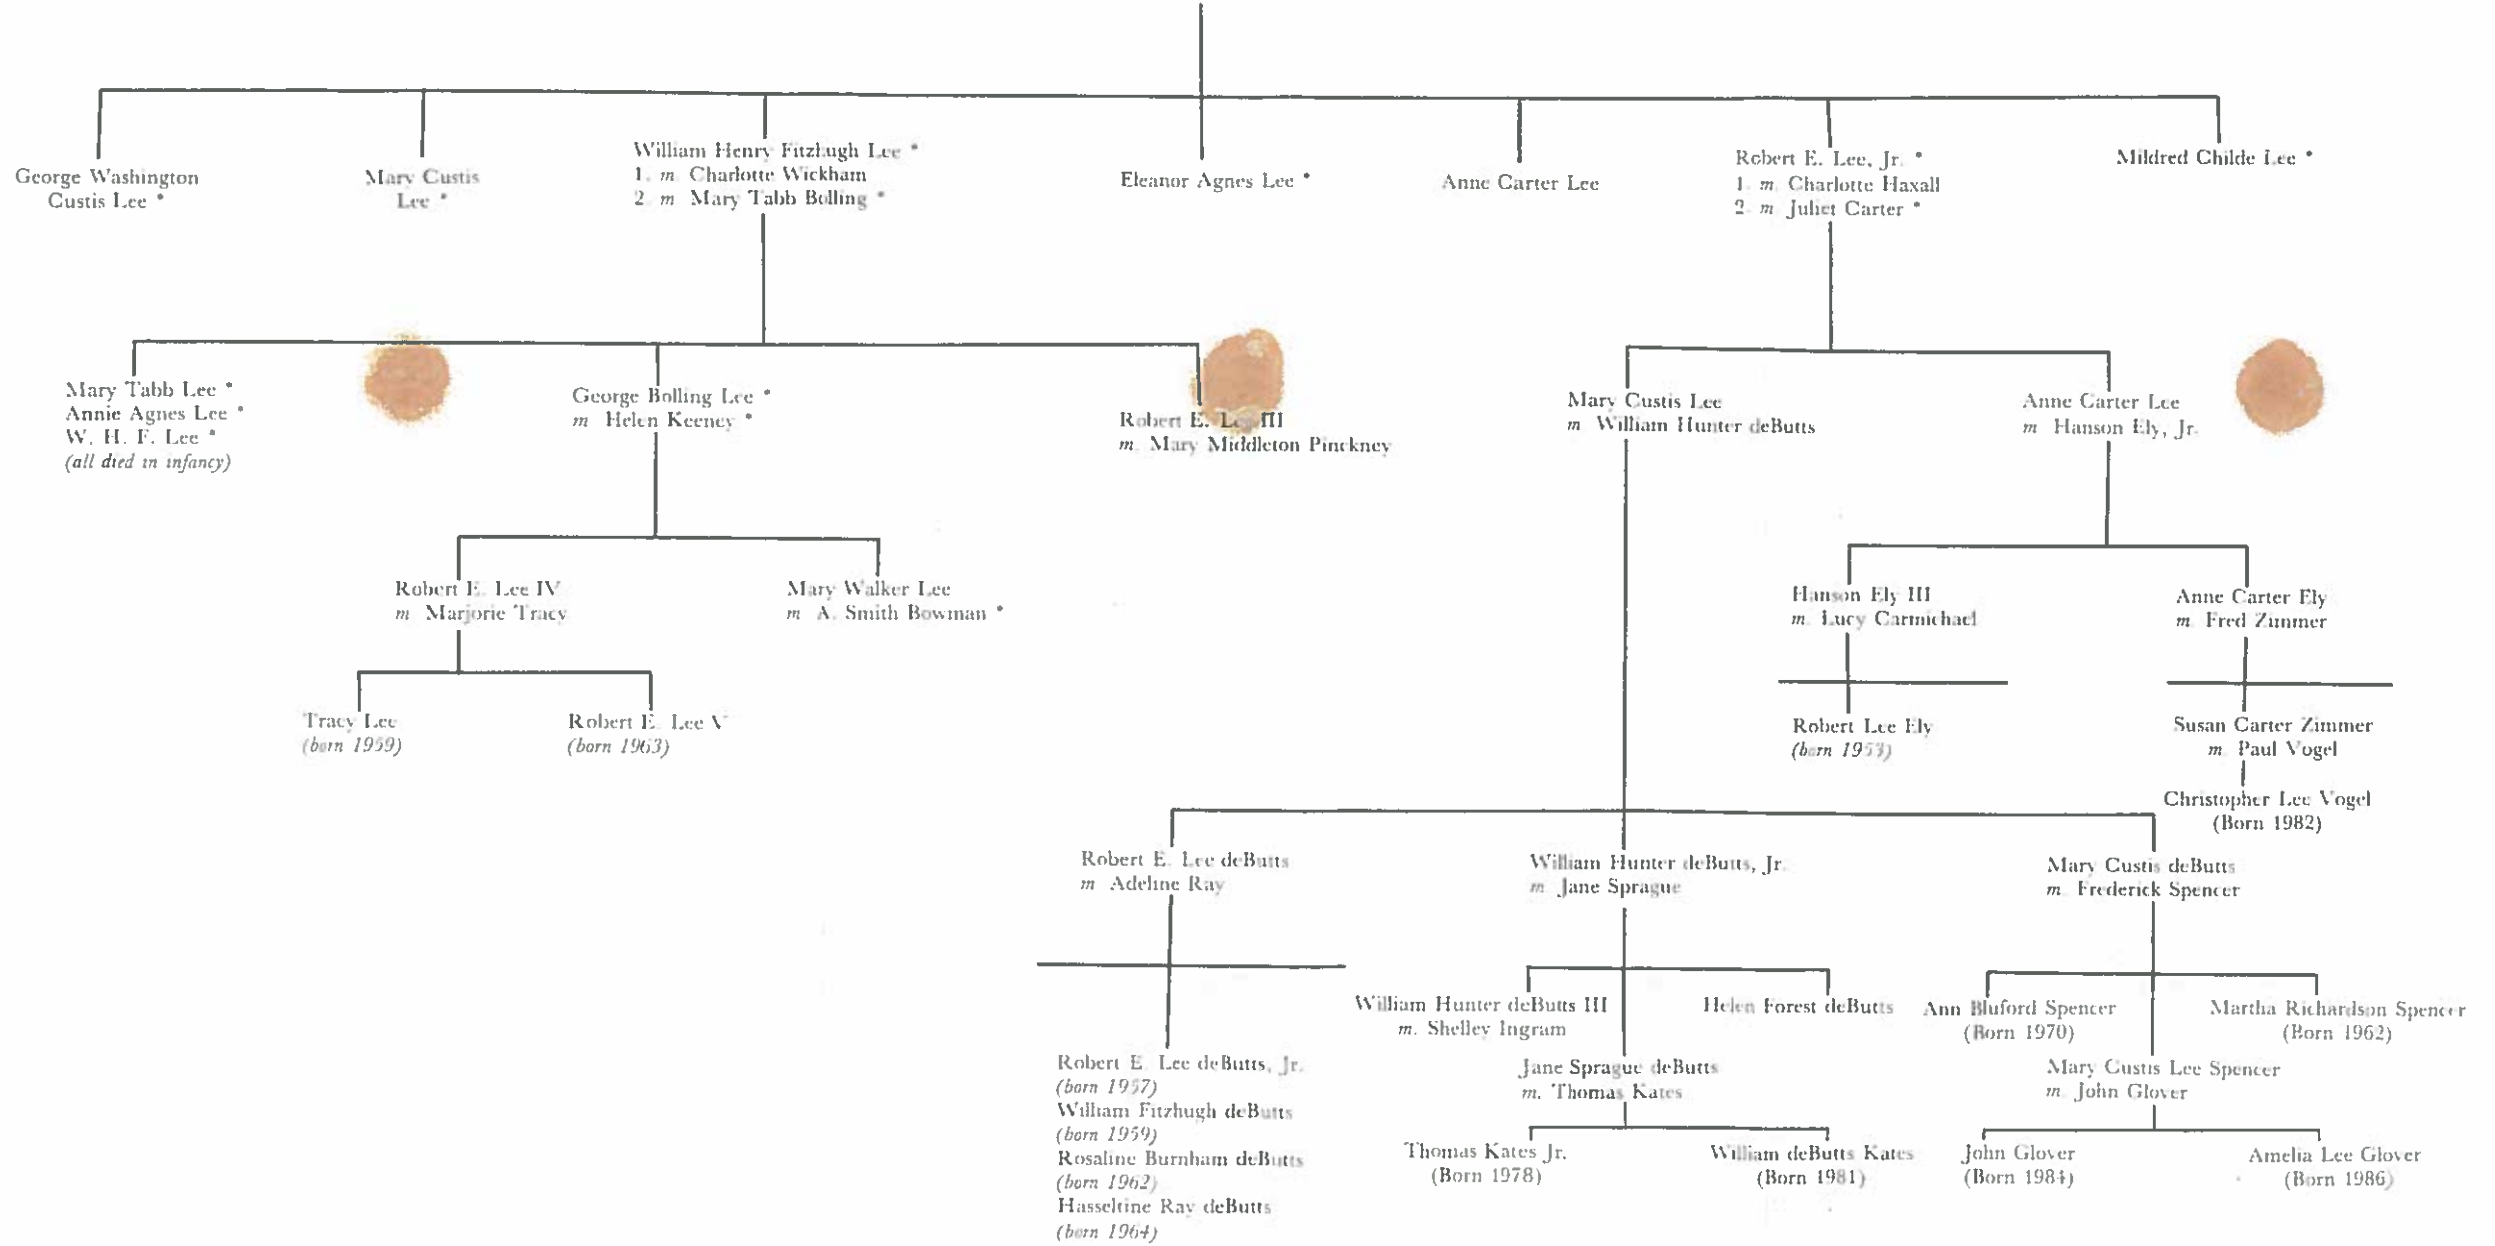 George Washington
Custis Lee *
Mary Custis
Lee *
William Henry Fitzhugh Lee *
1. m Charlotte Wickham
2 m Mary Tabb Bolling *
Eleanor Agnes Lee *
Anne Carter Lee
Robert E. Lee, Jr. *
1. m. Charlotte Haxall
2. m Juliet Carter *
Mildred Childe Lee *
Mary Tabb Lee *
Annie Agnes Lee *
W. H. F. Lee *
(all died in infancy)
George Bolling Lee *
m Helen Keeney *
Robert E. Lee III
m. Mary Middleton Pinckney
Mary Custis Lee
m William Hunter deButts
Anne Carter Lee
m Hanson Ely, Jr.
Robert E. Lee IV
m Marjorie Tracy
Mary Walker Lee
m A. Smith Bowman *
Hanson Ely III
m. Lucy Carmichael
Anne Carter Ely
m. Fred Zimmer
Tracy Lee
(born 1959)
Robert E. Lee V
(born 1963)
Robert Lee Ely
(born
Susan Carter Zimmer
m. Paul Vogel
Christopher Lee Vogel
(Born 1982)
Robert E. Lee deButts
m Adeline Ray
William Hunter deButts, Jr.
m Jane Sprague
Mary Custis deButts
m. Frederick Spencer
William Hunter deButts III
m. Shelley Ingram
Helen Forest deButts
Ann Bluford Spencer
(Born 1970)
Martha Richardson Spencer
(Born 1962)
Robert E. Lee deButts, Jr.
(born 1957)
William Fitzhugh deButts
(born 1959)
Rosaline Burnham deButts
(born 1962)
Hasseltine Ray deButts
(born 1964)
Jane Sprague deButts
m. Thomas Kates
Mary Custis Lee Spencer
m. John Glover
Thomas Kates Jr.
(Born 1978)
William deButts Kates
(Born 1981)
John Glover
(Born 1984)
Amelia Lee Glover
(Born 1986)